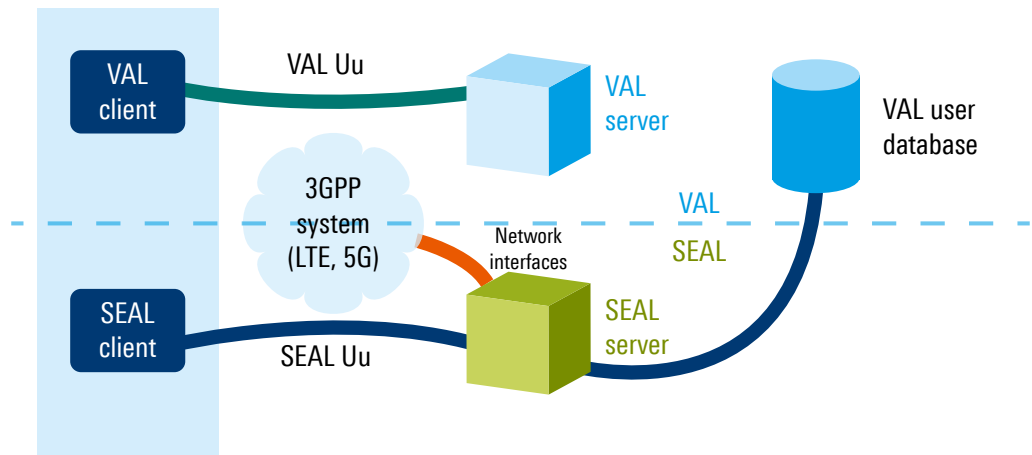 VAL
client
VAL Uu
VAL
server
VAL user
database
3GPP
system
(LTE, 5G)
VAL
SEAL
Network
interfaces
SEAL
client
SEAL Uu
SEAL
server